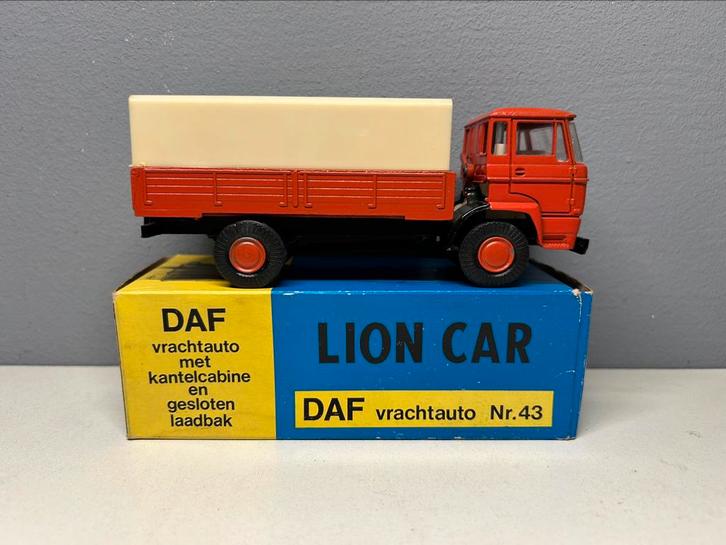 DAF
vrachtauto
met
kantelcabine
en
gesloten
laadbak
LION CAR
DAF vrachtauto Nr.43